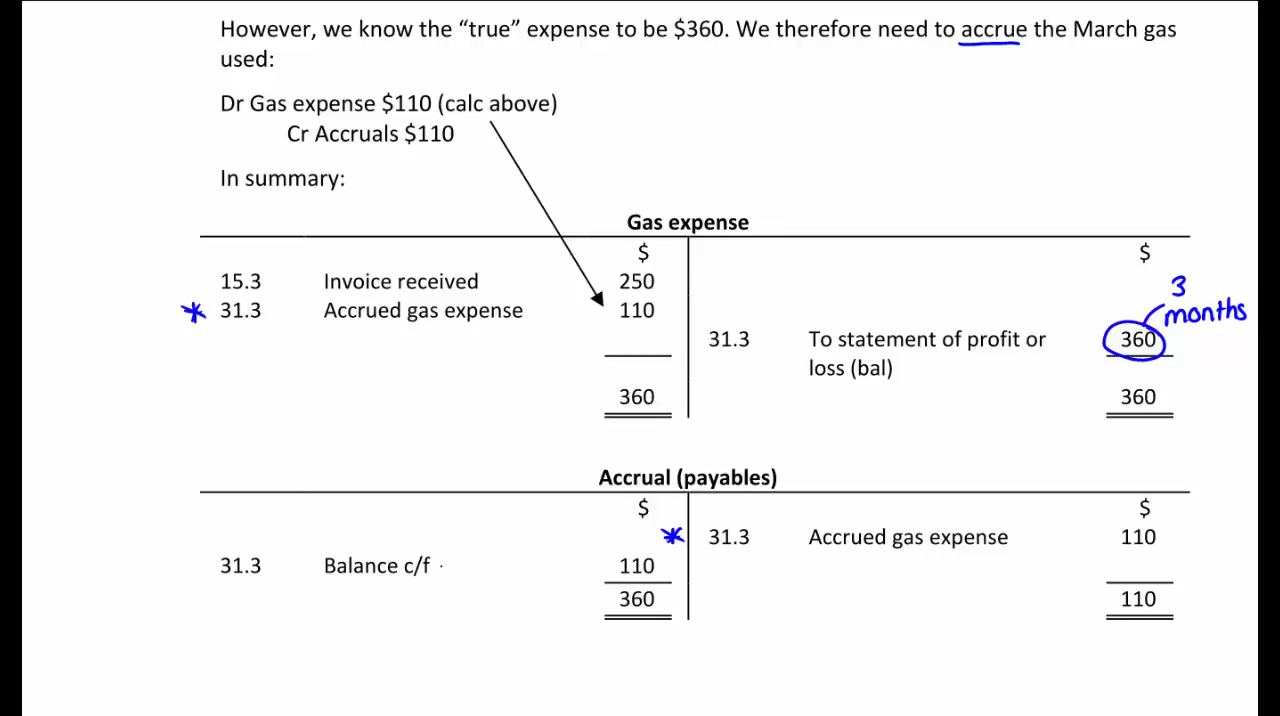 However, we know the “true” expense to be $360. We therefore need to accrue the March gas
used:
Dr Gas expense $110 (calc above)
Cr Accruals $110
In summary:
Gas expense
$ $
15.3 Invoice received 250
* 31.3 Accrued gas expense 110
3 months
31.3 To statement of profit or 360
loss (bal)
360 360
Accrual (payables)
$ $
* 31.3 Accrued gas expense 110
31.3 Balance c/f 110
360 110